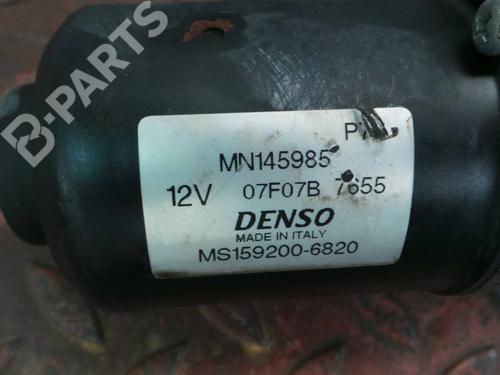 B-PARTS
MN145985
12V 07F07B 7655
DENSO
MADE IN ITALY
MS159200-6820